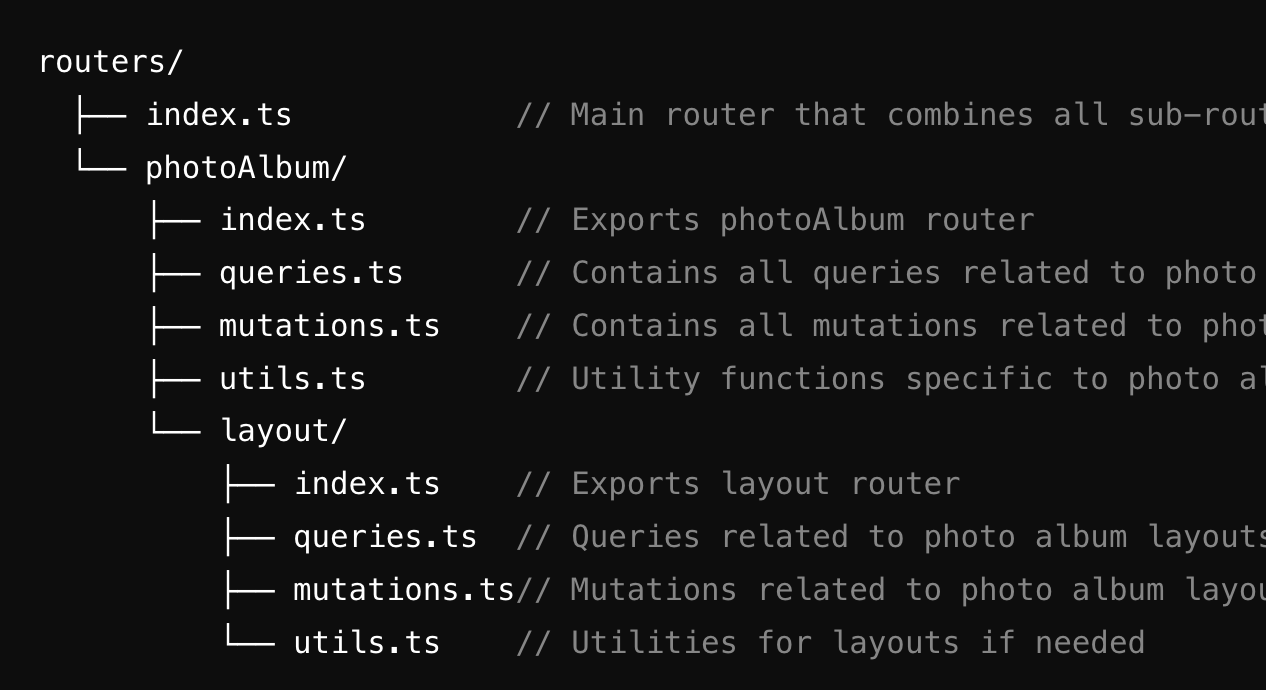 routers/
├── index.ts // Main router that combines all sub-rout
└── photoAlbum/
├── index.ts // Exports photoAlbum router
├── queries.ts // Contains all queries related to photo
├── mutations.ts // Contains all mutations related to phot
├── utils.ts // Utility functions specific to photo al
└── layout/
├── index.ts // Exports layout router
├── queries.ts // Queries related to photo album layouts
├── mutations.ts// Mutations related to photo album layou
└── utils.ts // Utilities for layouts if needed